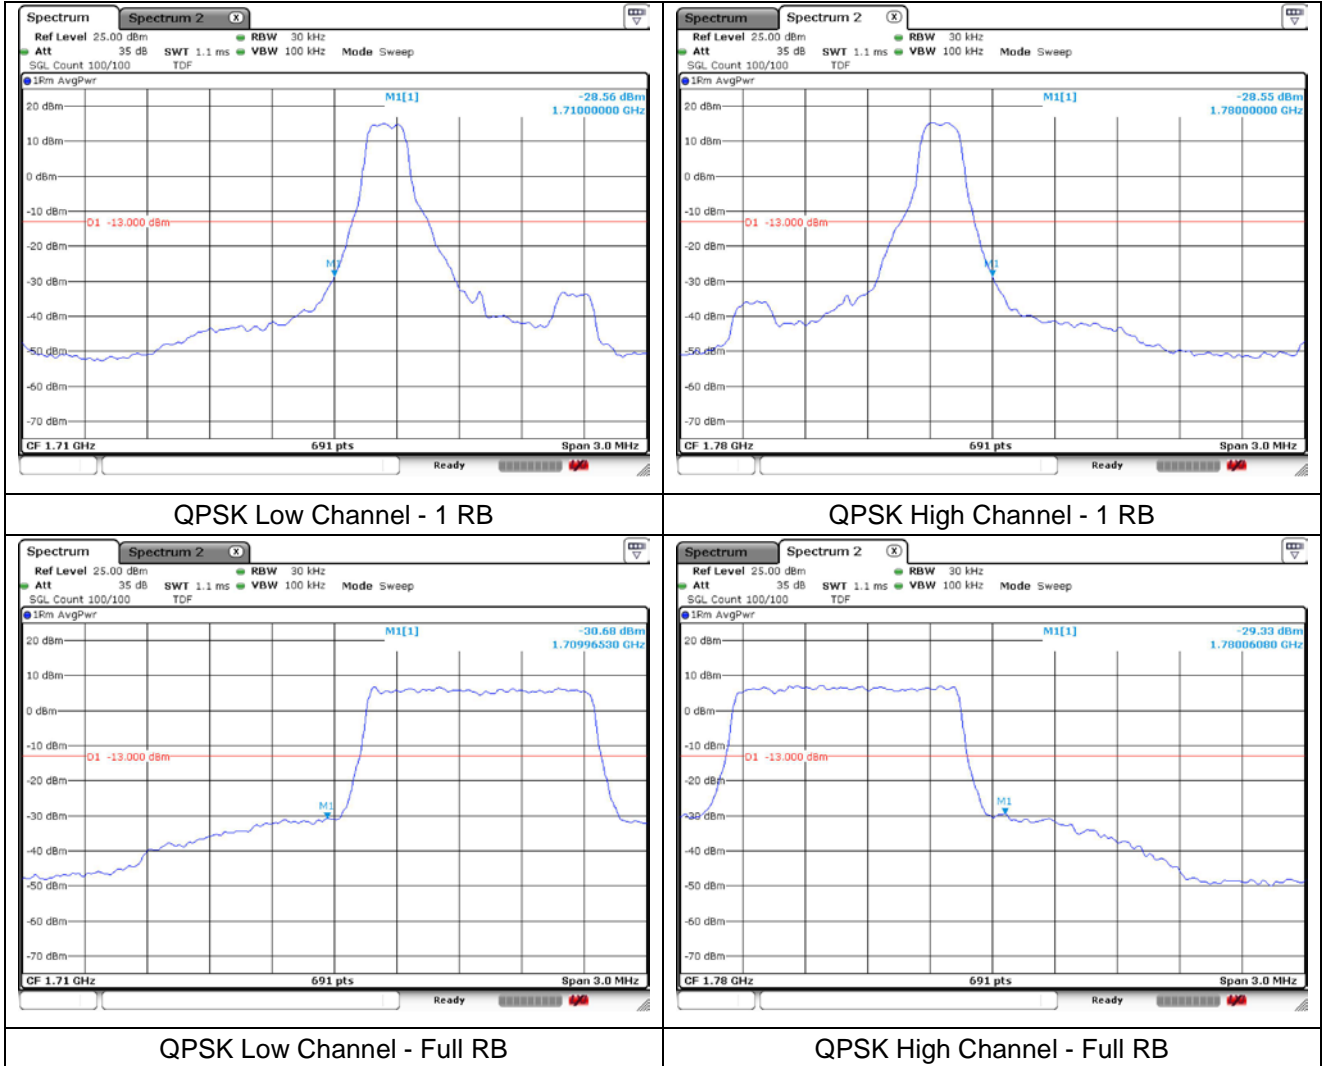 Spectrum Spectrum 2 X
Ref Level 25.00 dBm RBW 30 kHz
Att 35 dB SWT 1.1 ms VBW 100 kHz Mode Sweep
SGL Count 100/100 TDF
1Rm AvgPwr
M1[1] -28.56 dBm
1.71000000 GHz
20 dBm
10 dBm
0 dBm
-10 dBm
D1 -13.000 dBm
-20 dBm
M1
-30 dBm
-40 dBm
-50 dBm
-60 dBm
-70 dBm
CF 1.71 GHz 691 pts Span 3.0 MHz
Ready
QPSK Low Channel - 1 RB
Spectrum Spectrum 2 X
Ref Level 25.00 dBm RBW 30 kHz
Att 35 dB SWT 1.1 ms VBW 100 kHz Mode Sweep
SGL Count 100/100 TDF
1Rm AvgPwr
M1[1] -28.55 dBm
1.78000000 GHz
20 dBm
10 dBm
0 dBm
-10 dBm
D1 -13.000 dBm
-20 dBm
M1
-30 dBm
-40 dBm
-50 dBm
-60 dBm
-70 dBm
CF 1.78 GHz 691 pts Span 3.0 MHz
Ready
QPSK High Channel - 1 RB
Spectrum Spectrum 2 X
Ref Level 25.00 dBm RBW 30 kHz
Att 35 dB SWT 1.1 ms VBW 100 kHz Mode Sweep
SGL Count 100/100 TDF
1Rm AvgPwr
M1[1] -30.68 dBm
1.70996530 GHz
20 dBm
10 dBm
0 dBm
-10 dBm
D1 -13.000 dBm
-20 dBm
M1
-30 dBm
-40 dBm
-50 dBm
-60 dBm
-70 dBm
CF 1.71 GHz 691 pts Span 3.0 MHz
Ready
QPSK Low Channel - Full RB
Spectrum Spectrum 2 X
Ref Level 25.00 dBm RBW 30 kHz
Att 35 dB SWT 1.1 ms VBW 100 kHz Mode Sweep
SGL Count 100/100 TDF
1Rm AvgPwr
M1[1] -29.33 dBm
1.78006080 GHz
20 dBm
10 dBm
0 dBm
-10 dBm
D1 -13.000 dBm
-20 dBm
M1
-30 dBm
-40 dBm
-50 dBm
-60 dBm
-70 dBm
CF 1.78 GHz 691 pts Span 3.0 MHz
Ready
QPSK High Channel - Full RB